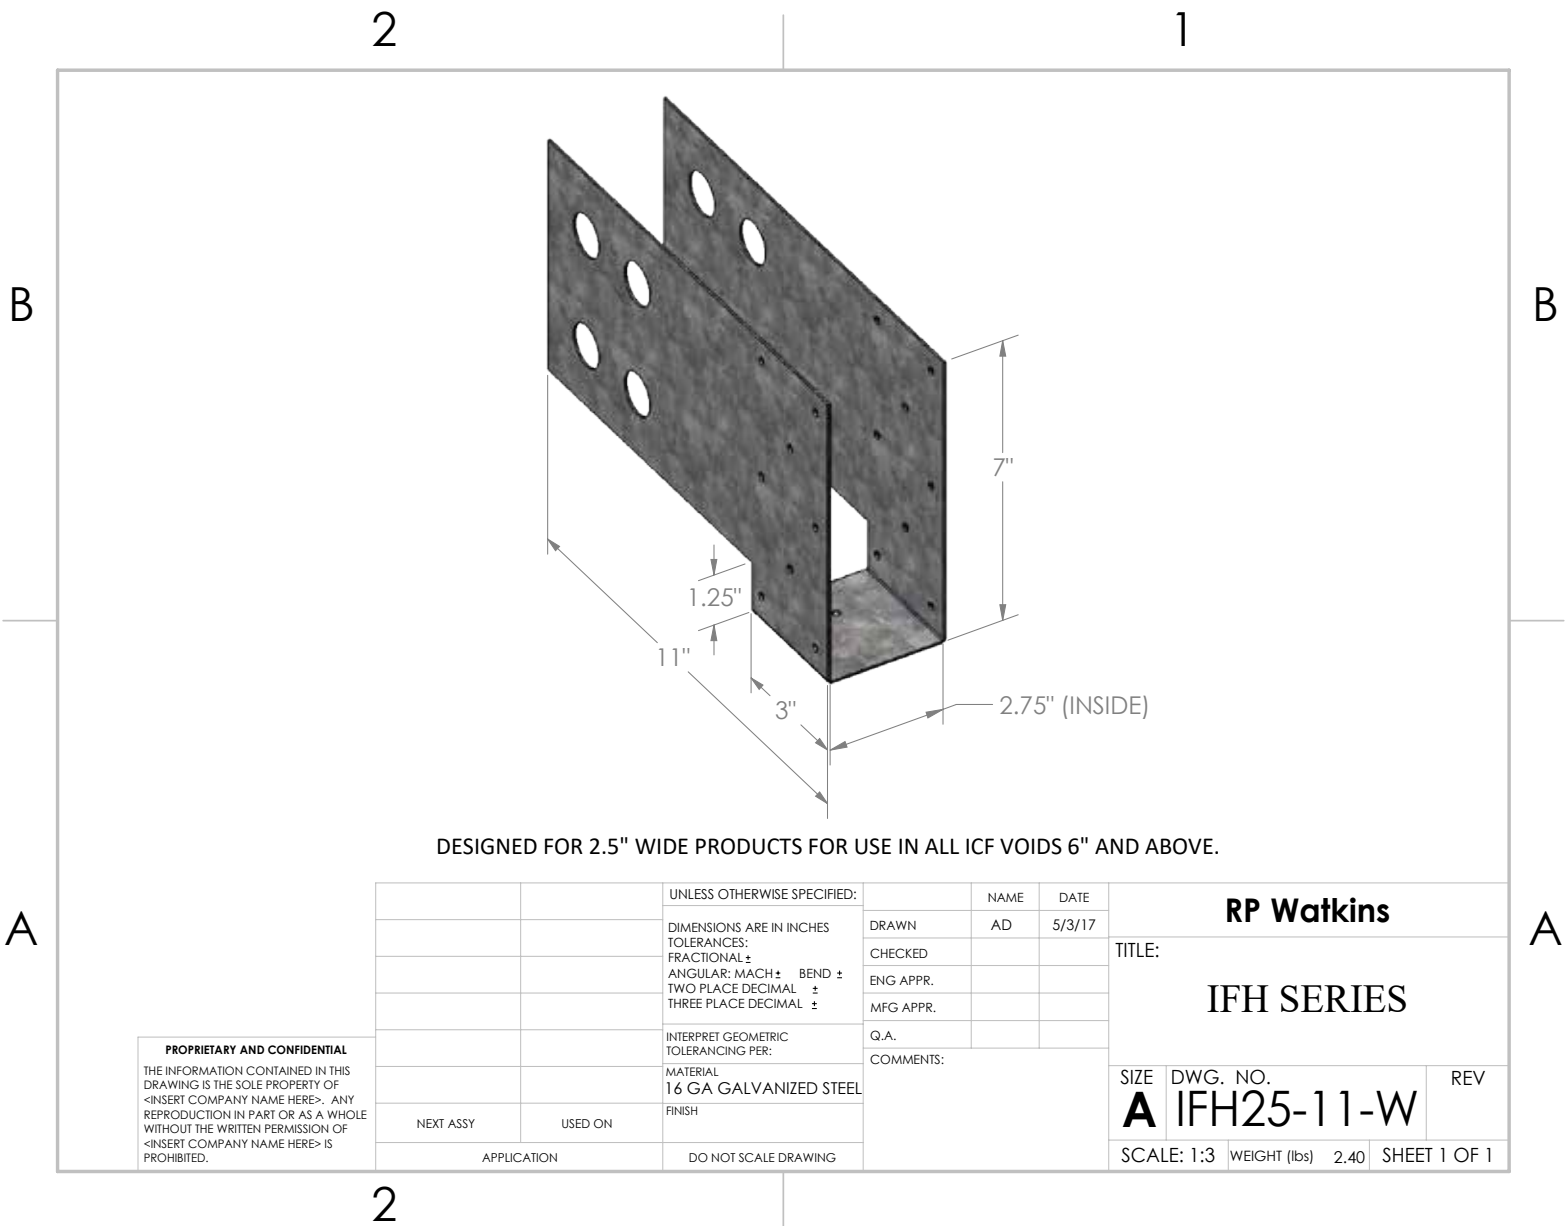 2
1
B
B
7"
1.25"
11"
3"
2.75" (INSIDE)
DESIGNED FOR 2.5" WIDE PRODUCTS FOR USE IN ALL ICF VOIDS 6" AND ABOVE.
A
A
PROPRIETARY AND CONFIDENTIAL
THE INFORMATION CONTAINED IN THIS
DRAWING IS THE SOLE PROPERTY OF
<INSERT COMPANY NAME HERE>. ANY
REPRODUCTION IN PART OR AS A WHOLE
WITHOUT THE WRITTEN PERMISSION OF
<INSERT COMPANY NAME HERE> IS
PROHIBITED.
NEXT ASSY
USED ON
APPLICATION
UNLESS OTHERWISE SPECIFIED:
DIMENSIONS ARE IN INCHES
TOLERANCES:
FRACTIONAL ±
ANGULAR: MACH ± BEND ±
TWO PLACE DECIMAL ±
THREE PLACE DECIMAL ±
INTERPRET GEOMETRIC
TOLERANCING PER:
MATERIAL
16 GA GALVANIZED STEEL
FINISH
DO NOT SCALE DRAWING
NAME DATE
DRAWN AD 5/3/17
CHECKED
ENG APPR.
MFG APPR.
Q.A.
COMMENTS:
RP Watkins
TITLE:
IFH SERIES
SIZE DWG. NO. REV
A IFH25-11-W
SCALE: 1:3 WEIGHT (lbs) 2.40 SHEET 1 OF 1
2